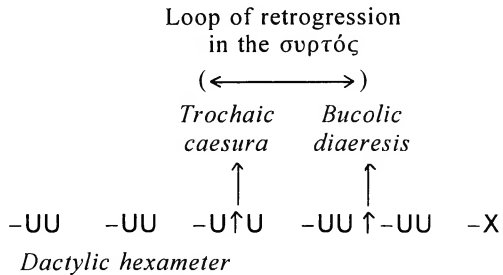 Loop of retrogression
in the συρτός
(⟷)
Trochaic Bucolic
caesura diaeresis
–UU –UU –U↑U –UU↑–UU –X
Dactylic hexameter